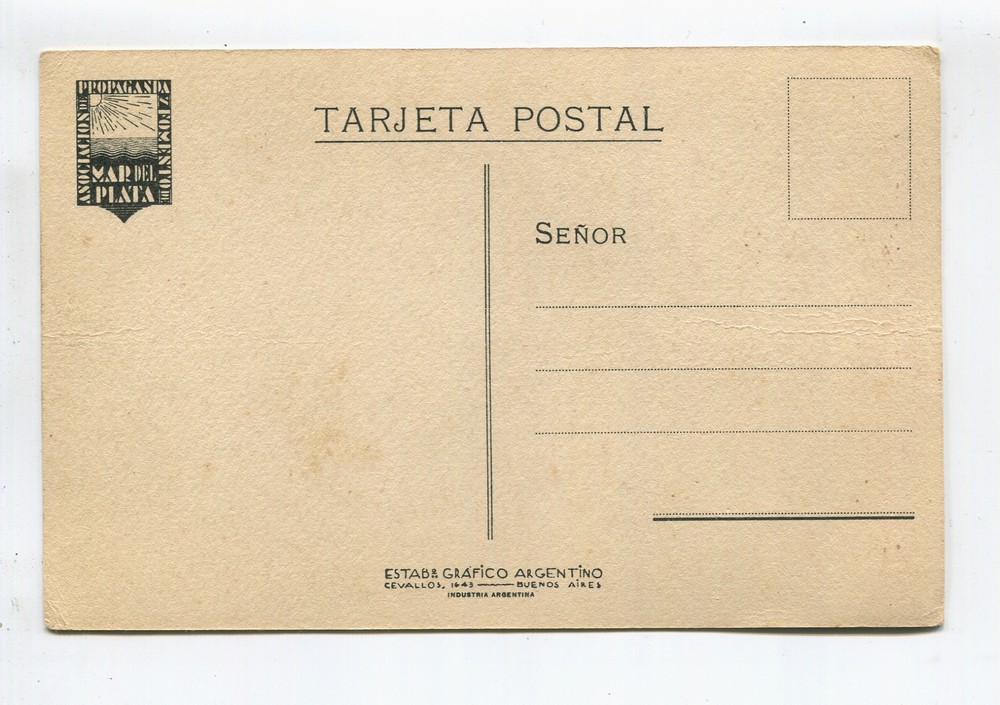 ASOCIACION DE PROPAGANDA Y FOMENTO DE
MAR DEL
PLATA
TARJETA POSTAL
SEÑOR
ESTABº GRÁFICO ARGENTINO
CEVALLOS, 1643 — BUENOS AIRES
INDUSTRIA ARGENTINA